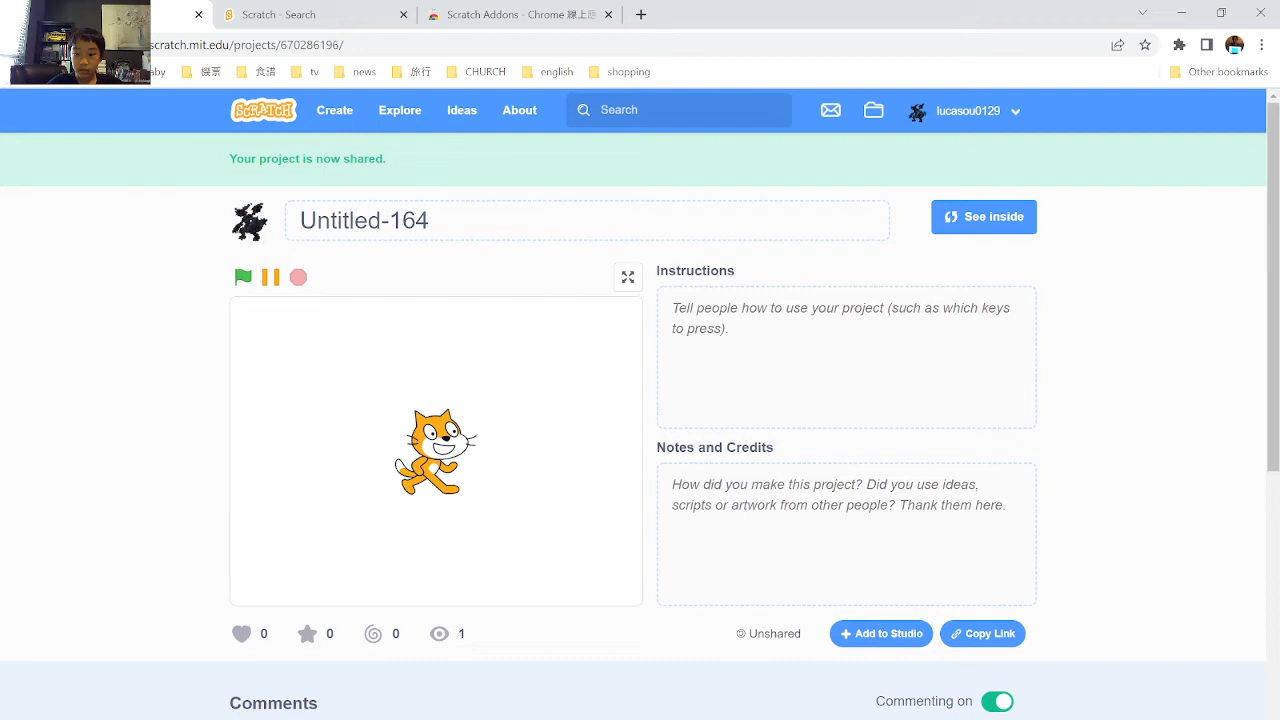 Scratch - Search
Scratch Addons - Chrome 線上
scratch.mit.edu/projects/670286196/
aby
機票
食譜
tv
news
旅行
CHURCH
english
shopping
Other bookmarks
SCRATCH
Create
Explore
Ideas
About
Search
lucasou0129
Your project is now shared.
Untitled-164
See inside
Instructions
Tell people how to use your project (such as which keys
to press).
Notes and Credits
How did you make this project? Did you use ideas,
scripts or artwork from other people? Thank them here.
0
0
0
1
Unshared
Add to Studio
Copy Link
Comments
Commenting on